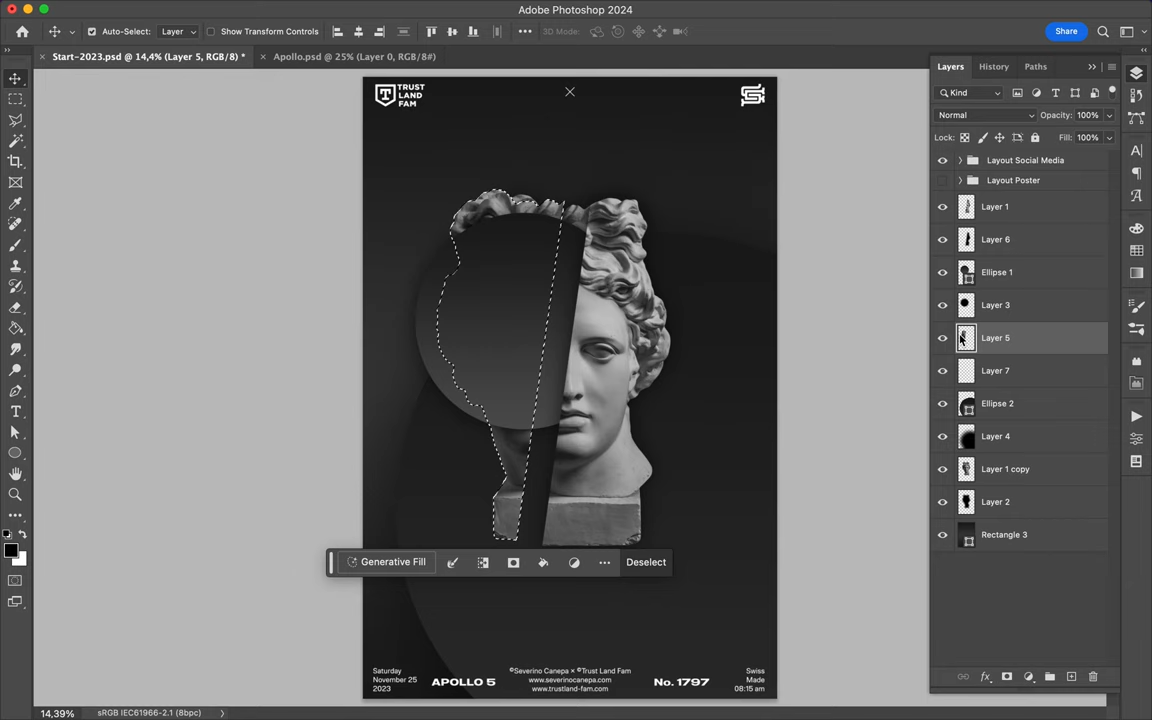 Adobe Photoshop 2024
Auto-Select: Layer Show Transform Controls 3D Mode: Share
Start-2023.psd @ 14,4% (Layer 5, RGB/8) *
Apollo.psd @ 25% (Layer 0, RGB/8#)
Layers History Paths
Kind
Normal Opacity: 100%
Lock: Fill: 100%
Layout Social Media
Layout Poster
Layer 1
Layer 6
Ellipse 1
Layer 3
Layer 5
Layer 7
Ellipse 2
Layer 4
Layer 1 copy
Layer 2
Rectangle 3
TRUST
LAND
FAM
Generative Fill Deselect
Saturday
November 25
2023
APOLLO 5
©Severino Canepa × ©Trust Land Fam
www.severinocanepa.com
www.trustland-fam.com
No. 1797
Swiss
Made
08:15 am
14,39% sRGB IEC61966-2.1 (8bpc)